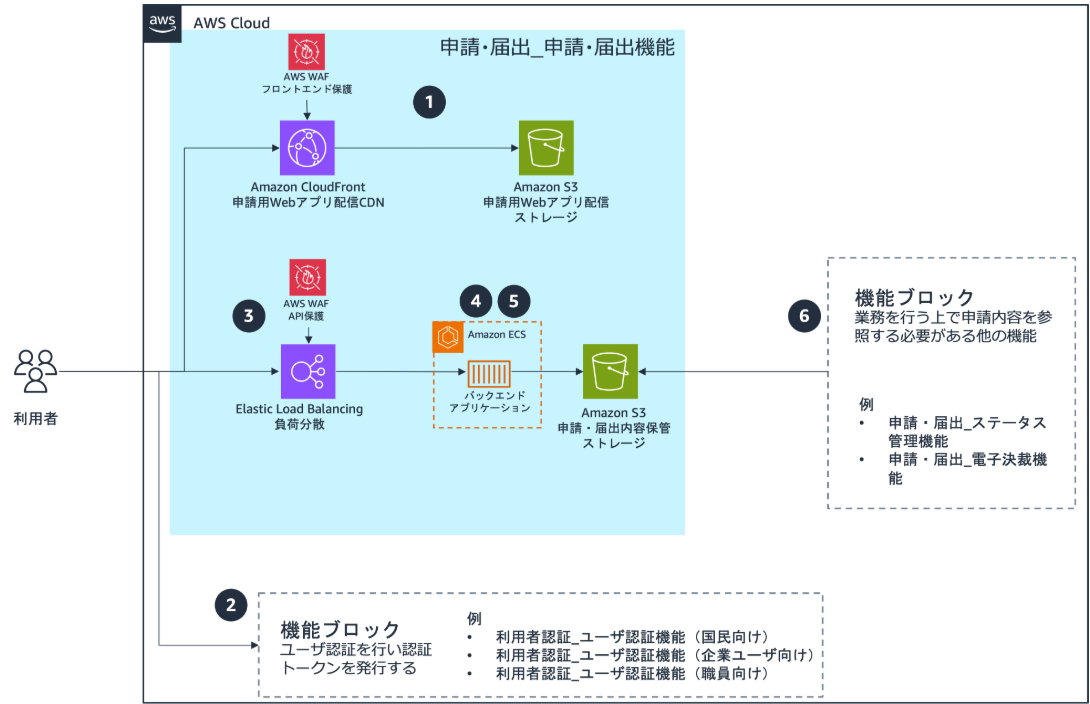 aws
AWS Cloud
申請・届出_申請・届出機能
AWS WAF
フロントエンド保護
1
Amazon CloudFront
申請用Webアプリ配信CDN
Amazon S3
申請用Webアプリ配信
ストレージ
AWS WAF
API保護
3
4
5
Amazon ECS
バックエンド
アプリケーション
Elastic Load Balancing
負荷分散
Amazon S3
申請・届出内容保管
ストレージ
利用者
6
機能ブロック
業務を行う上で申請内容を参
照する必要がある他の機能
例
• 申請・届出_ステータス
管理機能
• 申請・届出_電子決裁機
能
2
機能ブロック
ユーザ認証を行い認証
トークンを発行する
例
• 利用者認証_ユーザ認証機能（国民向け）
• 利用者認証_ユーザ認証機能（企業ユーザ向け）
• 利用者認証_ユーザ認証機能（職員向け）